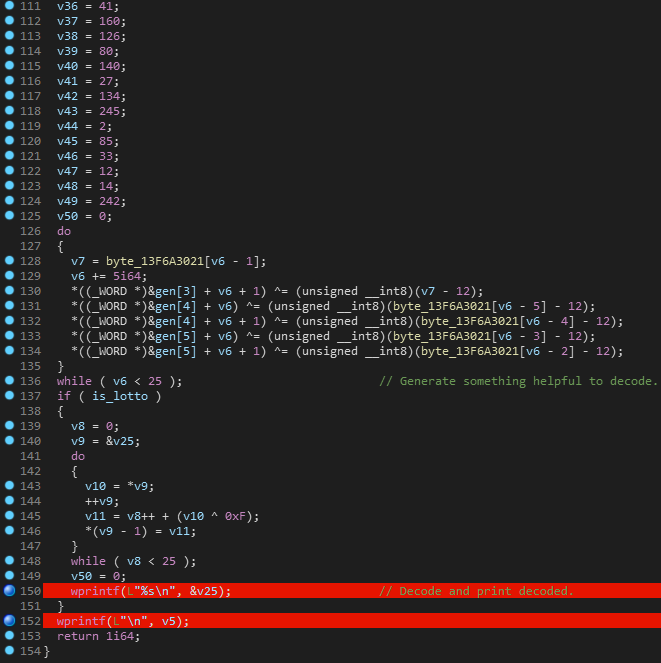 111 v36 = 41;
112 v37 = 160;
113 v38 = 126;
114 v39 = 80;
115 v40 = 140;
116 v41 = 27;
117 v42 = 134;
118 v43 = 245;
119 v44 = 2;
120 v45 = 85;
121 v46 = 33;
122 v47 = 12;
123 v48 = 14;
124 v49 = 242;
125 v50 = 0;
126 do
127 {
128 v7 = byte_13F6A3021[v6 - 1];
129 v6 += 5i64;
130 *((_WORD *)&gen[3] + v6 + 1) ^= (unsigned __int8)(v7 - 12);
131 *((_WORD *)&gen[4] + v6) ^= (unsigned __int8)(byte_13F6A3021[v6 - 5] - 12);
132 *((_WORD *)&gen[4] + v6 + 1) ^= (unsigned __int8)(byte_13F6A3021[v6 - 4] - 12);
133 *((_WORD *)&gen[5] + v6) ^= (unsigned __int8)(byte_13F6A3021[v6 - 3] - 12);
134 *((_WORD *)&gen[5] + v6 + 1) ^= (unsigned __int8)(byte_13F6A3021[v6 - 2] - 12);
135 }
136 while ( v6 < 25 ); // Generate something helpful to decode.
137 if ( is_lotto )
138 {
139 v8 = 0;
140 v9 = &v25;
141 do
142 {
143 v10 = *v9;
144 ++v9;
145 v11 = v8++ + (v10 ^ 0xF);
146 *(v9 - 1) = v11;
147 }
148 while ( v8 < 25 );
149 v50 = 0;
150 wprintf(L"%s\n", &v25); // Decode and print decoded.
151 }
152 wprintf(L"\n", v5);
153 return 1i64;
154 }